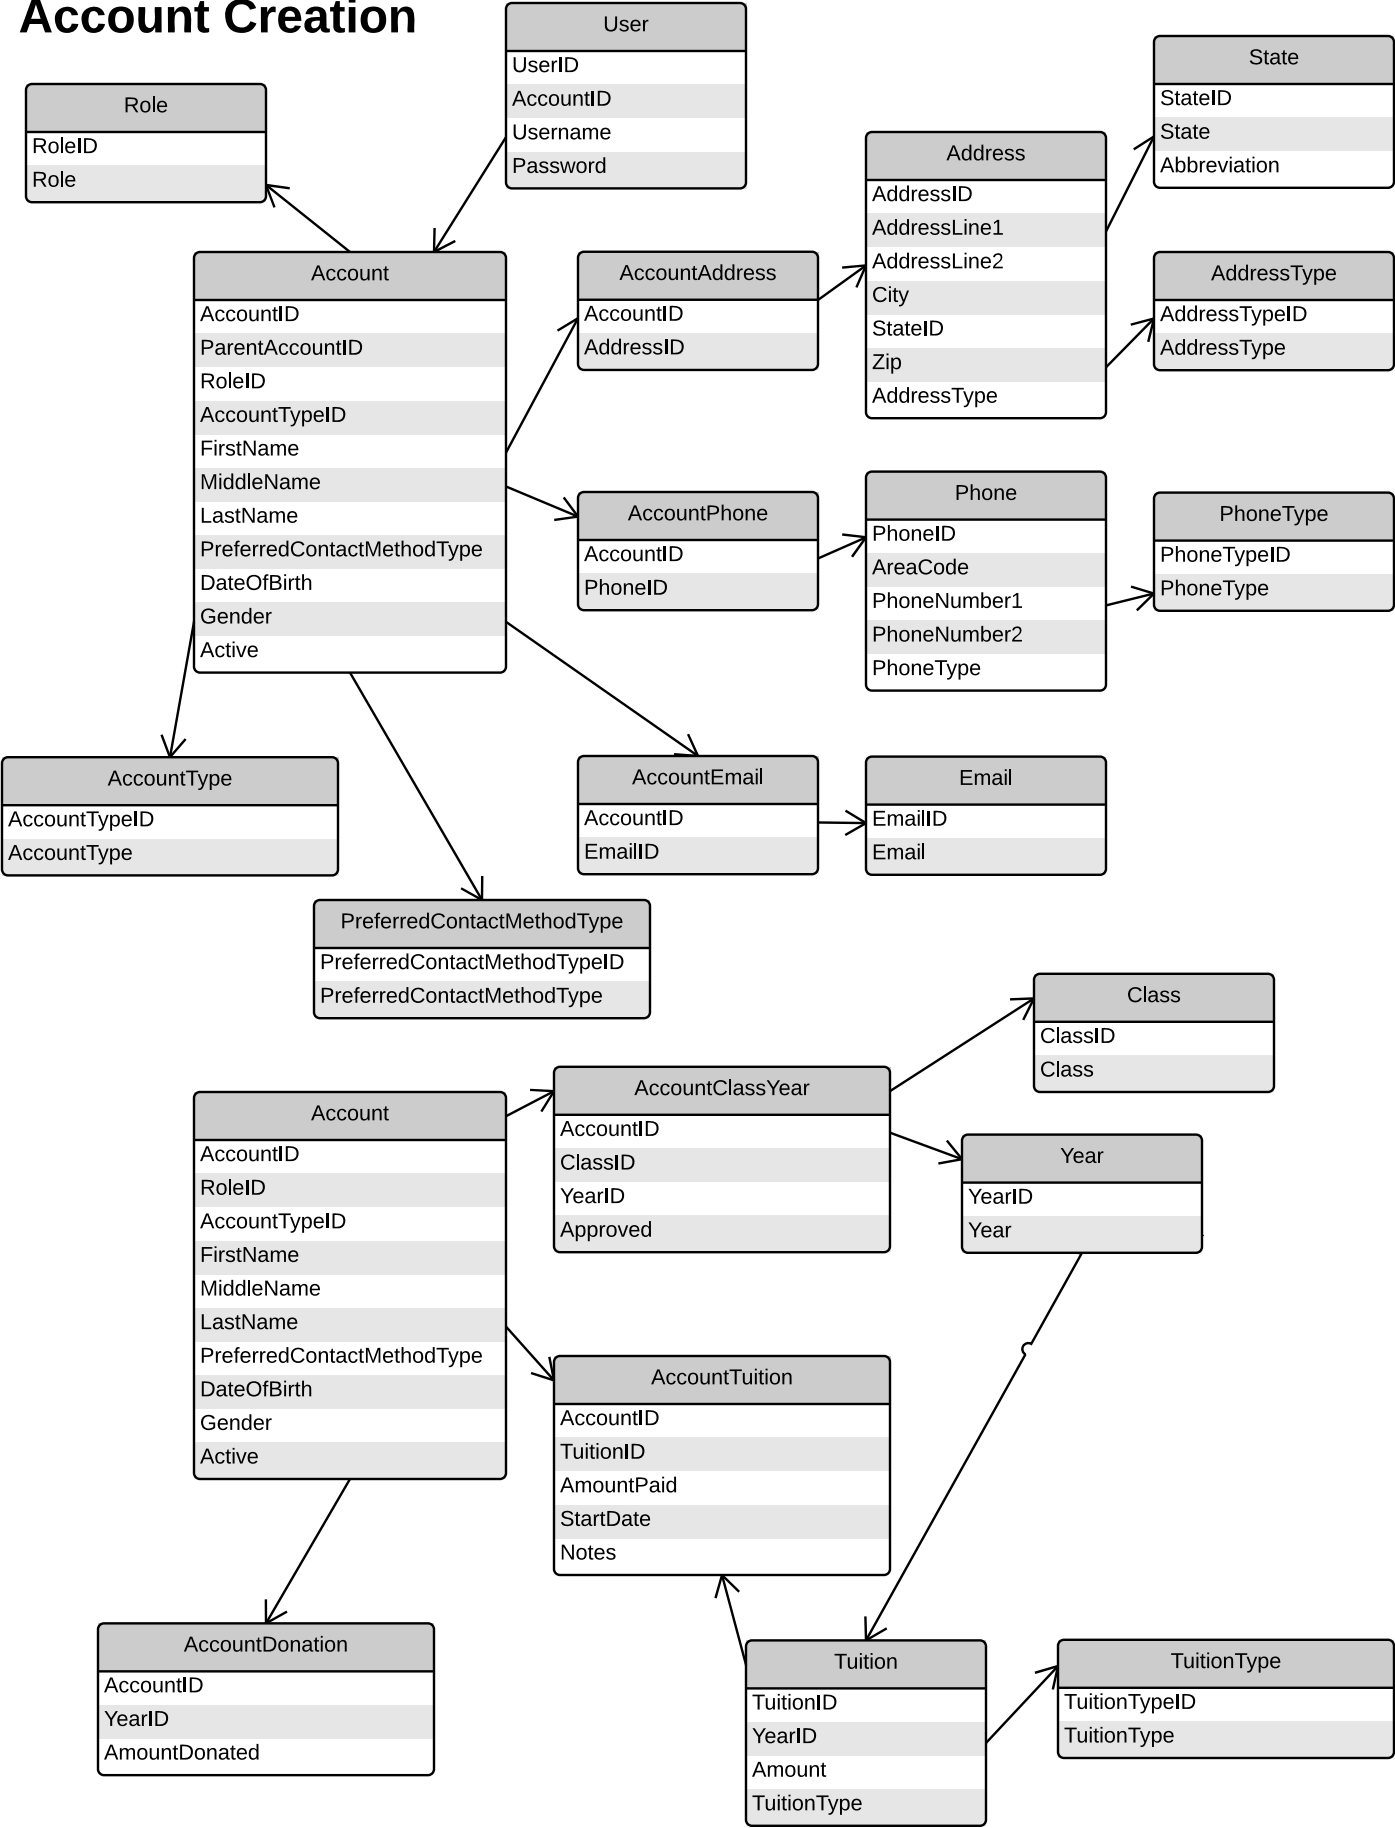 Account Creation
User
UserID
AccountID
Username
Password
State
StateID
State
Abbreviation
Role
RoleID
Role
Address
AddressID
AddressLine1
AddressLine2
City
StateID
Zip
AddressType
Account
AccountID
ParentAccountID
RoleID
AccountTypeID
FirstName
MiddleName
LastName
PreferredContactMethodType
DateOfBirth
Gender
Active
AccountAddress
AccountID
AddressID
AddressType
AddressTypeID
AddressType
AccountPhone
AccountID
PhoneID
Phone
PhoneID
AreaCode
PhoneNumber1
PhoneNumber2
PhoneType
PhoneType
PhoneTypeID
PhoneType
AccountType
AccountTypeID
AccountType
AccountEmail
AccountID
EmailID
Email
EmailID
Email
PreferredContactMethodType
PreferredContactMethodTypeID
PreferredContactMethodType
Class
ClassID
Class
Account
AccountID
RoleID
AccountTypeID
FirstName
MiddleName
LastName
PreferredContactMethodType
DateOfBirth
Gender
Active
AccountClassYear
AccountID
ClassID
YearID
Approved
Year
YearID
Year
AccountTuition
AccountID
TuitionID
AmountPaid
StartDate
Notes
AccountDonation
AccountID
YearID
AmountDonated
Tuition
TuitionID
YearID
Amount
TuitionType
TuitionType
TuitionTypeID
TuitionType